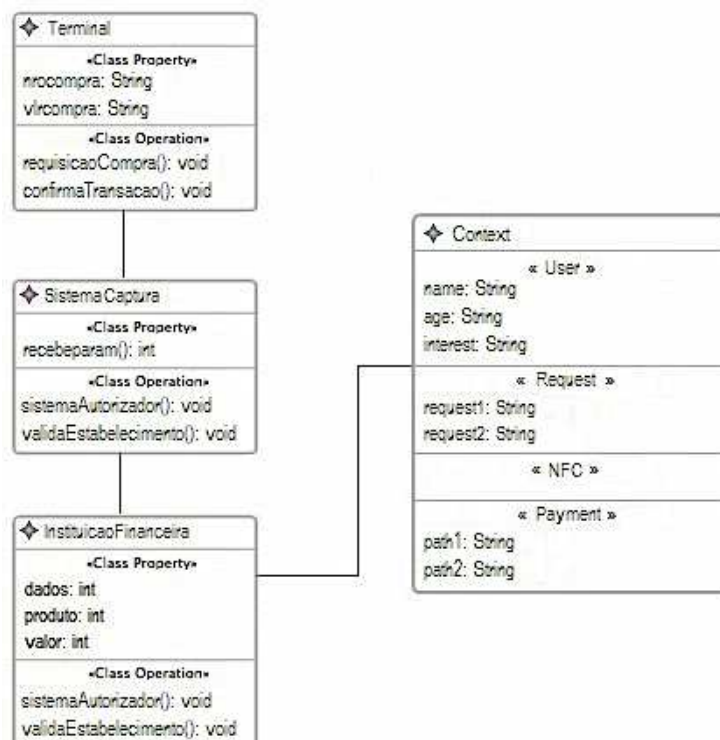 Terminal
«Class Property»
nrocompra: String
vlrcompra: String
«Class Operation»
requisicaoCompra(): void
confirmaTransacao(): void
SistemaCaptura
«Class Property»
recebeparam(): int
«Class Operation»
sistemaAutorizador(): void
validaEstabelecimento(): void
InstituicaoFinanceira
«Class Property»
dados: int
produto: int
valor: int
«Class Operation»
sistemaAutorizador(): void
validaEstabelecimento(): void
Context
« User »
name: String
age: String
interest: String
« Request »
request1: String
request2: String
« NFC »
« Payment »
path1: String
path2: String